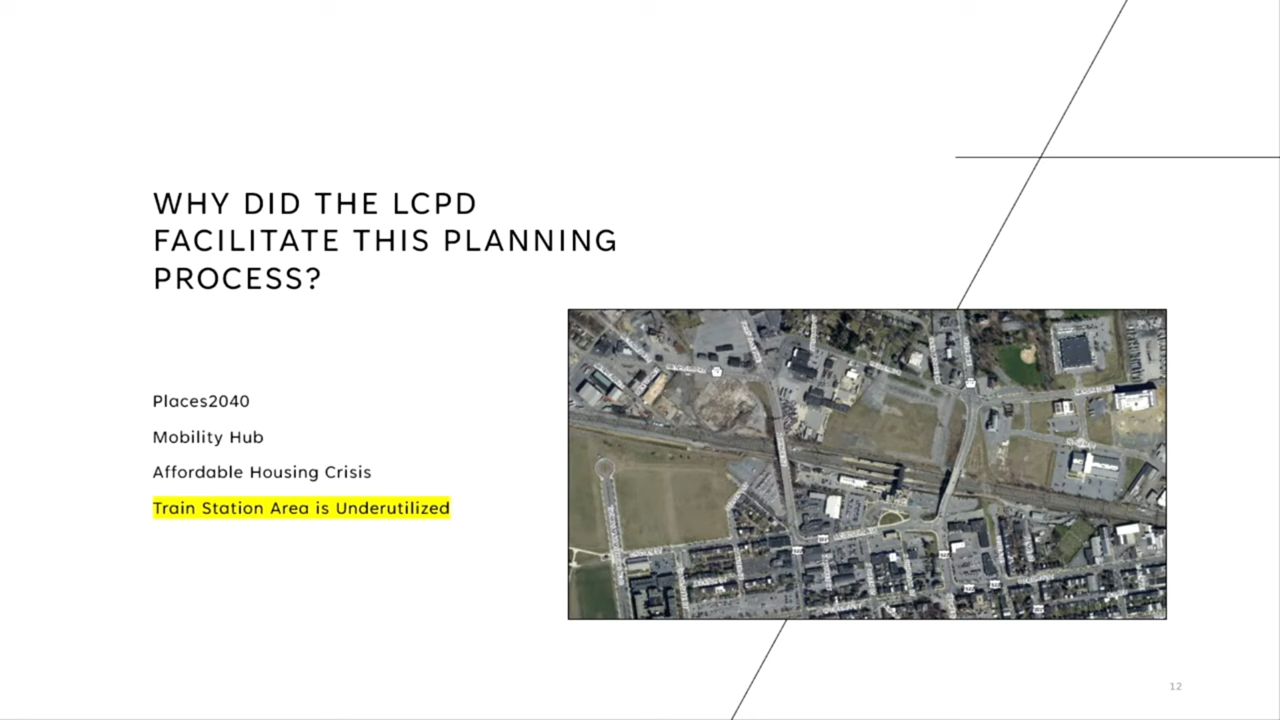 WHY DID THE LCPD
FACILITATE THIS PLANNING
PROCESS?
Places2040
Mobility Hub
Affordable Housing Crisis
Train Station Area is Underutilized
12